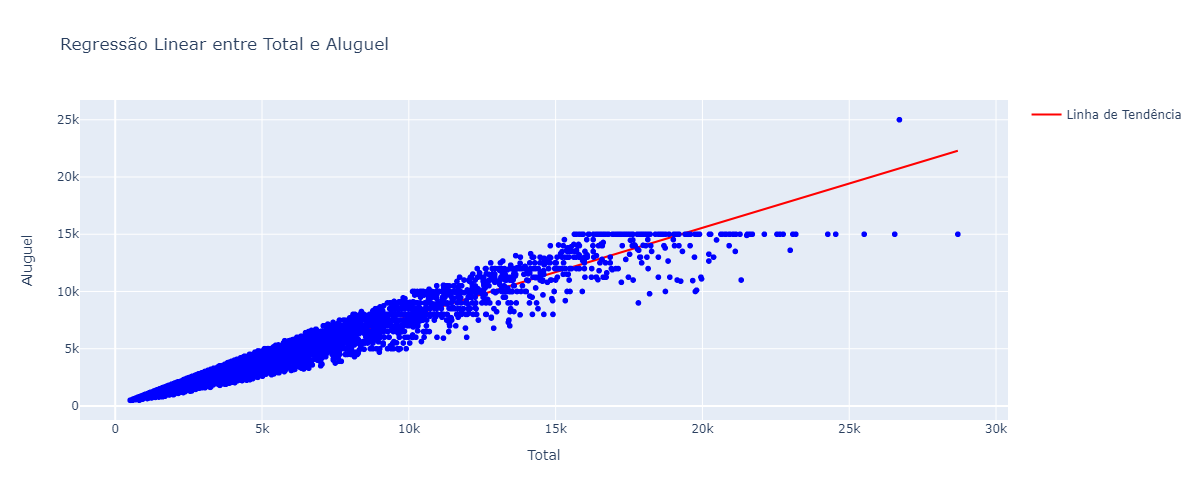 Regressão Linear entre Total e Aluguel
Linha de Tendência
25k
20k
15k
10k
5k
0
Aluguel
0
5k
10k
15k
20k
25k
30k
Total